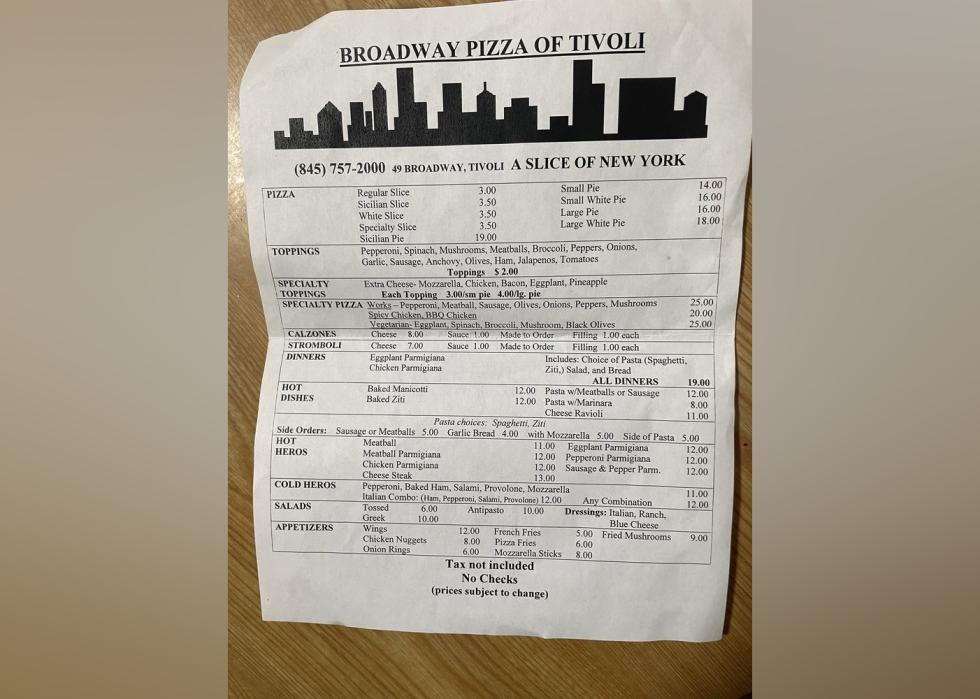 BROADWAY PIZZA OF TIVOLI
(845) 757-2000 49 BROADWAY, TIVOLI A SLICE OF NEW YORK
PIZZA Regular Slice 3.00 Small Pie 14.00
Sicilian Slice 3.50 Small White Pie 16.00
White Slice 3.50 Large Pie 16.00
Specialty Slice 3.50 Large White Pie 18.00
Sicilian Pie 19.00
TOPPINGS Pepperoni, Spinach, Mushrooms, Meatballs, Broccoli, Peppers, Onions,
Garlic, Sausage, Anchovy, Olives, Ham, Jalapenos, Tomatoes
Toppings $ 2.00
SPECIALTY Extra Cheese- Mozzarella, Chicken, Bacon, Eggplant, Pineapple
TOPPINGS Each Topping 3.00/sm pie 4.00/lg. pie
SPECIALTY PIZZA Works – Pepperoni, Meatball, Sausage, Olives, Onions, Peppers, Mushrooms 25.00
Spicy Chicken, BBQ Chicken 20.00
Vegetarian- Eggplant, Spinach, Broccoli, Mushroom, Black Olives 25.00
CALZONES Cheese 8.00 Sauce 1.00 Made to Order Filling 1.00 each
STROMBOLI Cheese 7.00 Sauce 1.00 Made to Order Filling 1.00 each
DINNERS Eggplant Parmigiana Includes: Choice of Pasta (Spaghetti,
Chicken Parmigiana Ziti,) Salad, and Bread
ALL DINNERS 19.00
HOT Baked Manicotti 12.00 Pasta w/Meatballs or Sausage 12.00
DISHES Baked Ziti 12.00 Pasta w/Marinara 8.00
Cheese Ravioli 11.00
Pasta choices: Spaghetti, Ziti
Side Orders: Sausage or Meatballs 5.00 Garlic Bread 4.00 with Mozzarella 5.00 Side of Pasta 5.00
HOT Meatball 11.00 Eggplant Parmigiana 12.00
HEROS Meatball Parmigiana 12.00 Pepperoni Parmigiana 12.00
Chicken Parmigiana 12.00 Sausage & Pepper Parm. 12.00
Cheese Steak 13.00
COLD HEROS Pepperoni, Baked Ham, Salami, Provolone, Mozzarella 11.00
Italian Combo: (Ham, Pepperoni, Salami, Provolone) 12.00 Any Combination 12.00
SALADS Tossed 6.00 Antipasto 10.00 Dressings: Italian, Ranch,
Greek 10.00 Blue Cheese
APPETIZERS Wings 12.00 French Fries 5.00 Fried Mushrooms 9.00
Chicken Nuggets 8.00 Pizza Fries 6.00
Onion Rings 6.00 Mozzarella Sticks 8.00
Tax not included
No Checks
(prices subject to change)